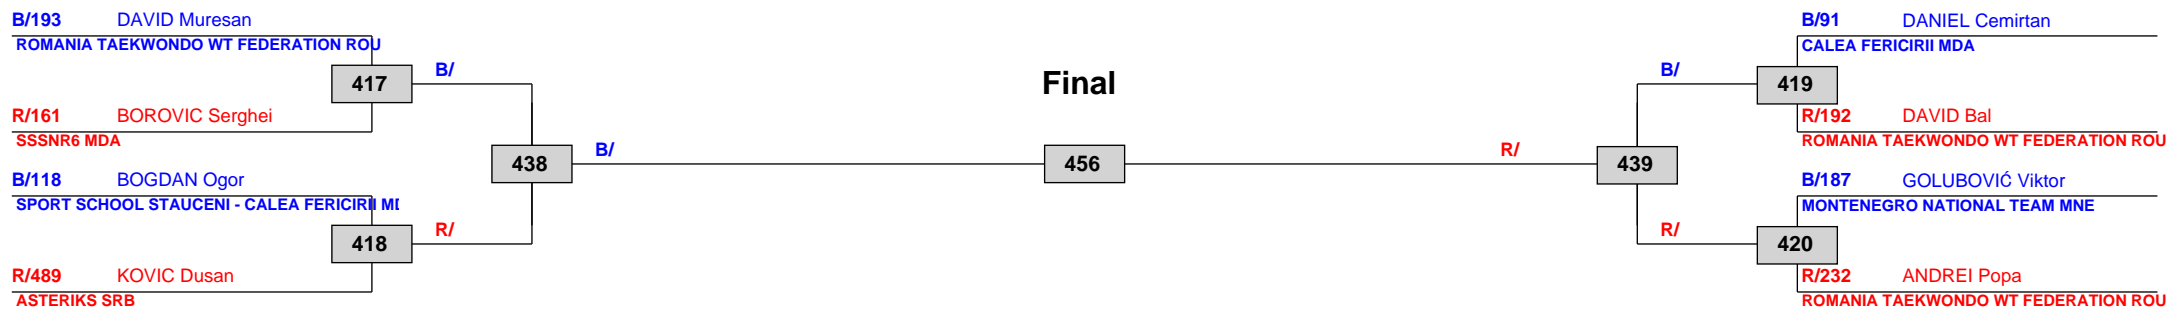 B/193 DAVID Muresan
ROMANIA TAEKWONDO WT FEDERATION ROU
417
B/
R/161 BOROVIC Serghei
SSSNR6 MDA
438
B/
B/118 BOGDAN Ogor
SPORT SCHOOL STAUCENI - CALEA FERICIRII MD
418
R/
R/489 KOVIC Dusan
ASTERIKS SRB
Final
456
B/91 DANIEL Cemirtan
CALEA FERICIRII MDA
B/
419
R/192 DAVID Bal
ROMANIA TAEKWONDO WT FEDERATION ROU
R/
439
B/187 GOLUBOVIĆ Viktor
MONTENEGRO NATIONAL TEAM MNE
R/
420
R/232 ANDREI Popa
ROMANIA TAEKWONDO WT FEDERATION ROU